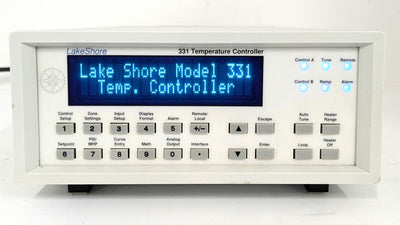 LakeShore
331 Temperature Controller
Lake Shore Model 331
Temp. Controller
Control A Tune Remote
Control B Ramp Alarm
Control Setup Zone Settings Input Setup Display Format Alarm Remote Local Escape Auto Tune Heater Range
1 2 3 4 5 +/− ▲
Setpoint PID/ MHP Curve Entry Math Analog Output Interface Enter Loop Heater Off
6 7 8 9 0 • ▼